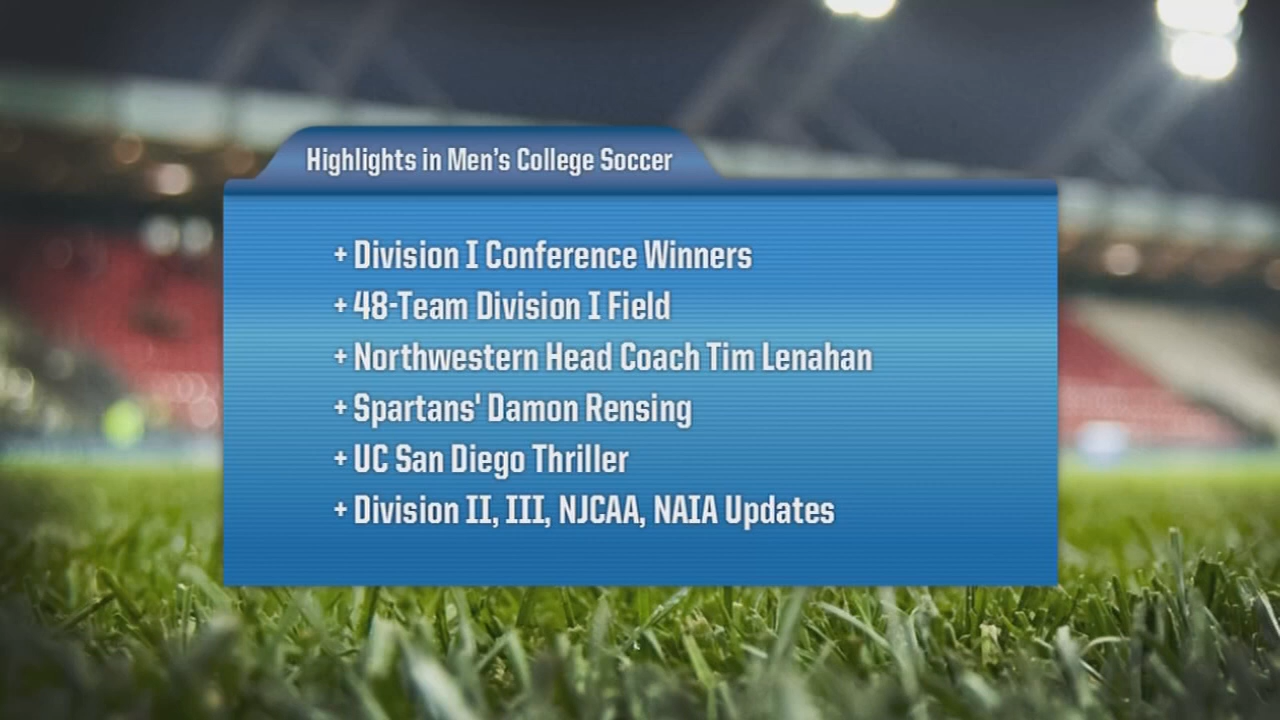 Highlights in Men's College Soccer
+ Division I Conference Winners
+ 48-Team Division I Field
+ Northwestern Head Coach Tim Lenahan
+ Spartans' Damon Rensing
+ UC San Diego Thriller
+ Division II, III, NJCAA, NAIA Updates